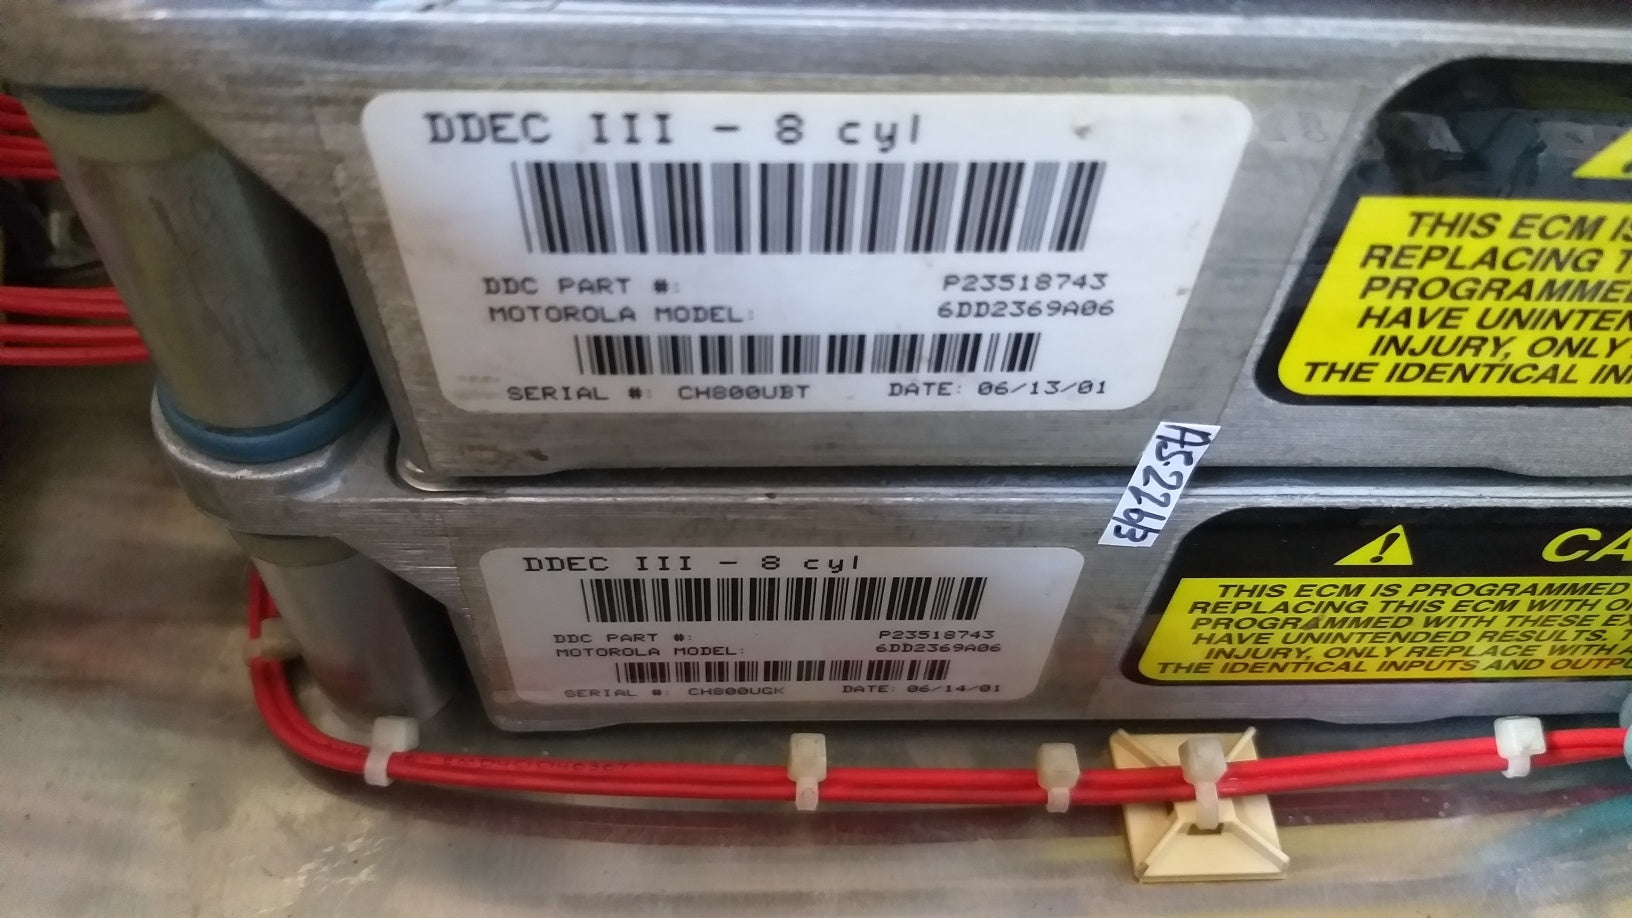 DDEC III - 8 cyl
DDC PART #: P23518743
MOTOROLA MODEL: 6DD2369A06
SERIAL #: CH800UBT DATE: 06/13/01
THIS ECM IS
REPLACING T
PROGRAMME
HAVE UNINTEN
INJURY, ONLY
THE IDENTICAL IN
DDEC III - 8 cyl
DDC PART #: P23518743
MOTOROLA MODEL: 6DD2369A06
SERIAL #: CH800UGK DATE: 06/14/01
CA
THIS ECM IS PROGRAMMED
REPLACING THIS ECM WITH
PROGRAMMED WITH THESE EX
HAVE UNINTENDED RESULTS,
INJURY, ONLY REPLACE WITH A
THE IDENTICAL INPUTS AND OUTPU